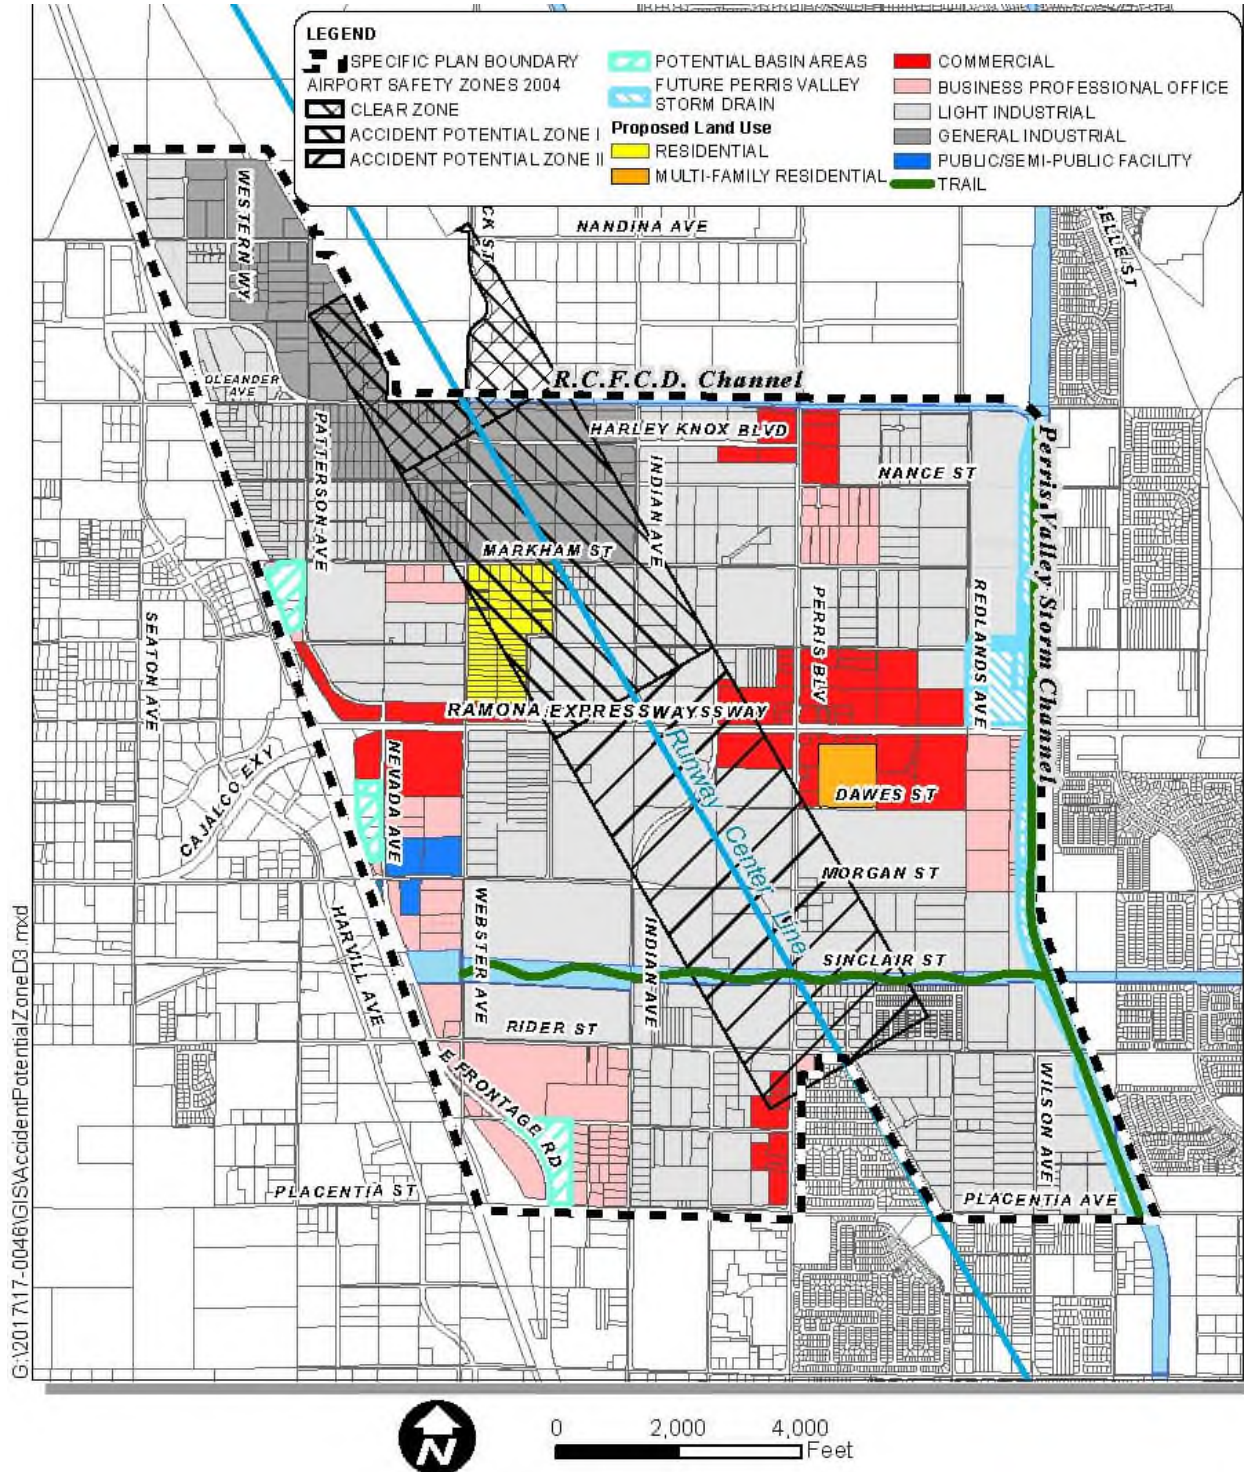 LEGEND
SPECIFIC PLAN BOUNDARY
AIRPORT SAFETY ZONES 2004
CLEAR ZONE
ACCIDENT POTENTIAL ZONE I
ACCIDENT POTENTIAL ZONE II
POTENTIAL BASIN AREAS
FUTURE PERRIS VALLEY
STORM DRAIN
Proposed Land Use
RESIDENTIAL
MULTI-FAMILY RESIDENTIAL
COMMERCIAL
BUSINESS PROFESSIONAL OFFICE
LIGHT INDUSTRIAL
GENERAL INDUSTRIAL
PUBLIC/SEMI-PUBLIC FACILITY
TRAIL
WESTERN WY
CK ST
NANDINA AVE
GELLE ST
OLEANDER
AVE
R.C.F.C.D. Channel
PATTERSON AVE
HARLEY KNOX BLVD
INDIAN AVE
NANCE ST
Perris Valley Storm Channel
MARKHAM ST
SEATON AVE
PERRIS BLV
REDLANDS AVE
RAMONA EXPRESSWAY
SSWAY
Runway Center Line
NEVADA AVE
CAJALCO EXY
DAWES ST
MORGAN ST
HARVILL AVE
WEBSTER AVE
INDIAN AVE
SINCLAIR ST
RIDER ST
E FRONTAGE RD
WILSON AVE
PLACENTIA ST
PLACENTIA AVE
G:\2017\17-0046\GIS\AccidentPotentialZoneD3.mxd
N
0 2,000 4,000
Feet